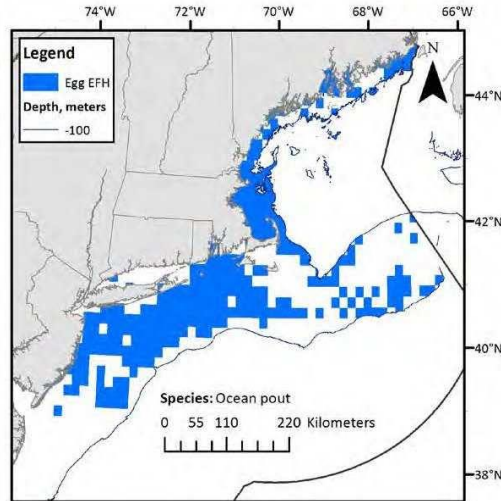 74°W 72°W 70°W 68°W 66°W
Legend
Egg EFH
Depth, meters
-100
N
44°N
42°N
40°N
38°N
Species: Ocean pout
0 55 110 220 Kilometers